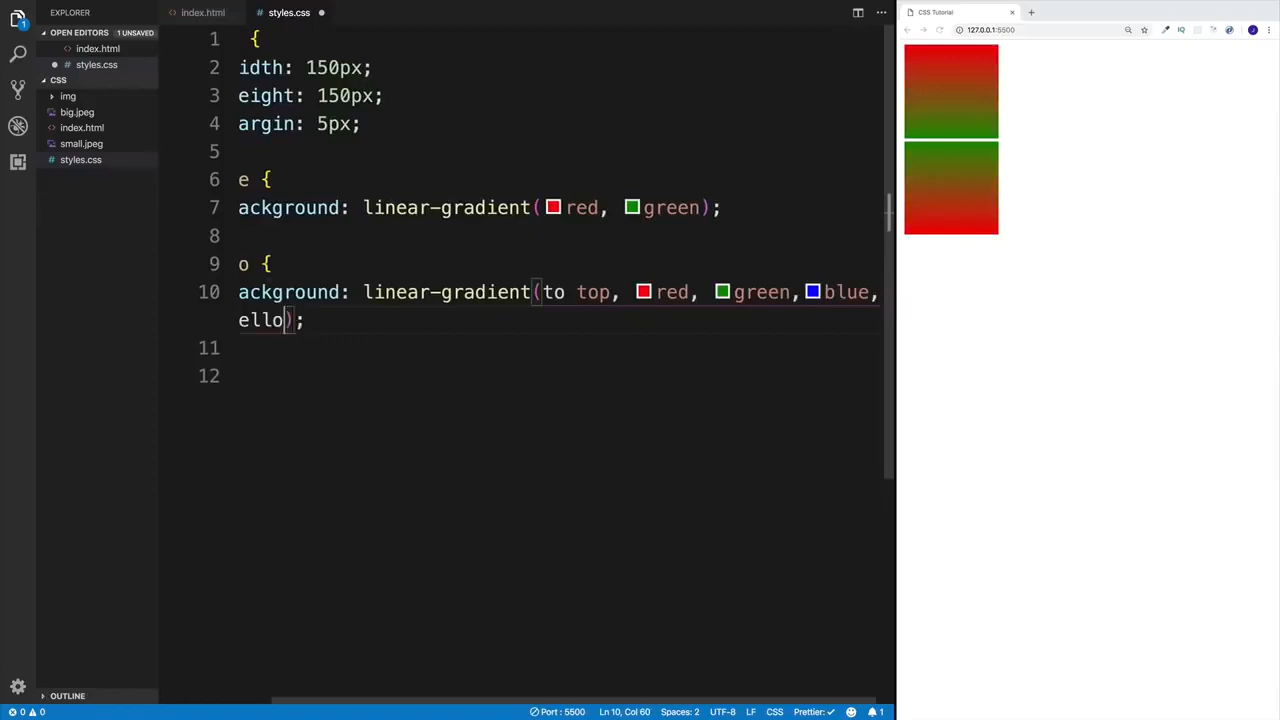 EXPLORER
OPEN EDITORS 1 UNSAVED
index.html
# styles.css
CSS
img
big.jpeg
index.html
small.jpeg
# styles.css
OUTLINE
<> index.html
# styles.css
1 {
2 idth: 150px;
3 eight: 150px;
4 argin: 5px;
5
6 e {
7 ackground: linear-gradient(red, green);
8
9 o {
10 ackground: linear-gradient(to top, red, green,blue,
ello);
11
12
CSS Tutorial
127.0.0.1:5500
0 0
Port : 5500 Ln 10, Col 60 Spaces: 2 UTF-8 LF CSS Prettier: ✓ 1